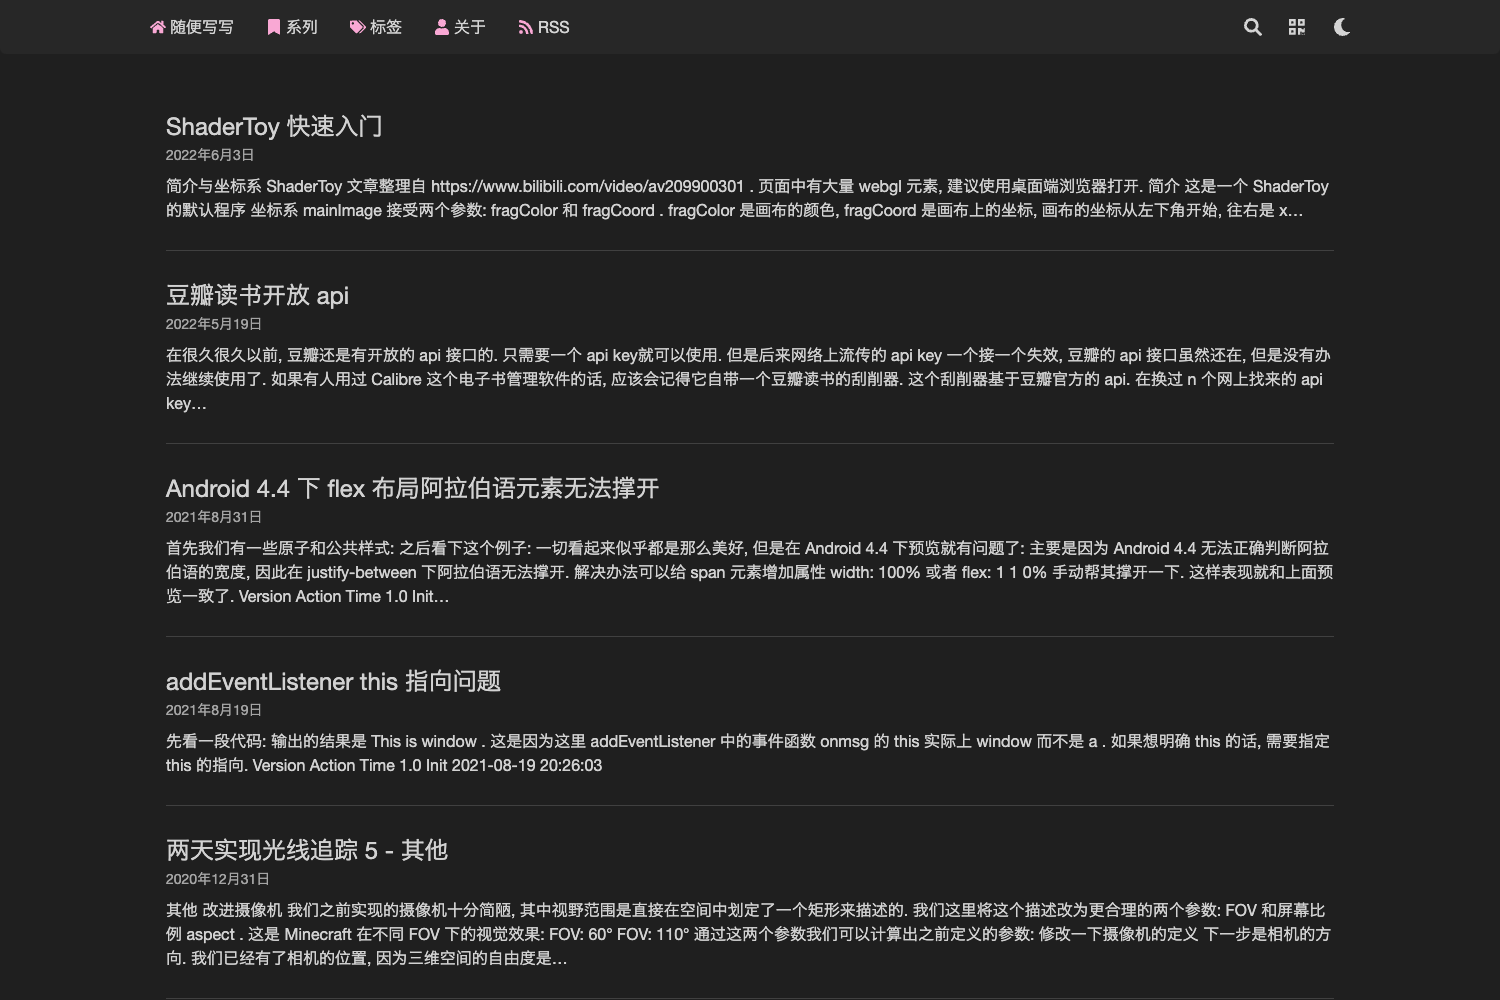 随便写写 系列 标签 关于 RSS
ShaderToy 快速入门
2022年6月3日
简介与坐标系 ShaderToy 文章整理自 https://www.bilibili.com/video/av209900301 . 页面中有大量 webgl 元素, 建议使用桌面端浏览器打开. 简介 这是一个 ShaderToy
的默认程序 坐标系 mainImage 接受两个参数: fragColor 和 fragCoord . fragColor 是画布的颜色, fragCoord 是画布上的坐标, 画布的坐标从左下角开始, 往右是 x…
豆瓣读书开放 api
2022年5月19日
在很久很久以前, 豆瓣还是有开放的 api 接口的. 只需要一个 api key就可以使用. 但是后来网络上流传的 api key 一个接一个失效, 豆瓣的 api 接口虽然还在, 但是没有办
法继续使用了. 如果有人用过 Calibre 这个电子书管理软件的话, 应该会记得它自带一个豆瓣读书的刮削器. 这个刮削器基于豆瓣官方的 api. 在换过 n 个网上找来的 api
key…
Android 4.4 下 flex 布局阿拉伯语元素无法撑开
2021年8月31日
首先我们有一些原子和公共样式: 之后看下这个例子: 一切看起来似乎都是那么美好, 但是在 Android 4.4 下预览就有问题了: 主要是因为 Android 4.4 无法正确判断阿拉
伯语的宽度, 因此在 justify-between 下阿拉伯语无法撑开. 解决办法可以给 span 元素增加属性 width: 100% 或者 flex: 1 1 0% 手动帮其撑开一下. 这样表现就和上面预
览一致了. Version Action Time 1.0 Init…
addEventListener this 指向问题
2021年8月19日
先看一段代码: 输出的结果是 This is window . 这是因为这里 addEventListener 中的事件函数 onmsg 的 this 实际上 window 而不是 a . 如果想明确 this 的话, 需要指定
this 的指向. Version Action Time 1.0 Init 2021-08-19 20:26:03
两天实现光线追踪 5 - 其他
2020年12月31日
其他 改进摄像机 我们之前实现的摄像机十分简陋, 其中视野范围是直接在空间中划定了一个矩形来描述的. 我们这里将这个描述改为更合理的两个参数: FOV 和屏幕比
例 aspect . 这是 Minecraft 在不同 FOV 下的视觉效果: FOV: 60° FOV: 110° 通过这两个参数我们可以计算出之前定义的参数: 修改一下摄像机的定义 下一步是相机的方
向. 我们已经有了相机的位置, 因为三维空间的自由度是…